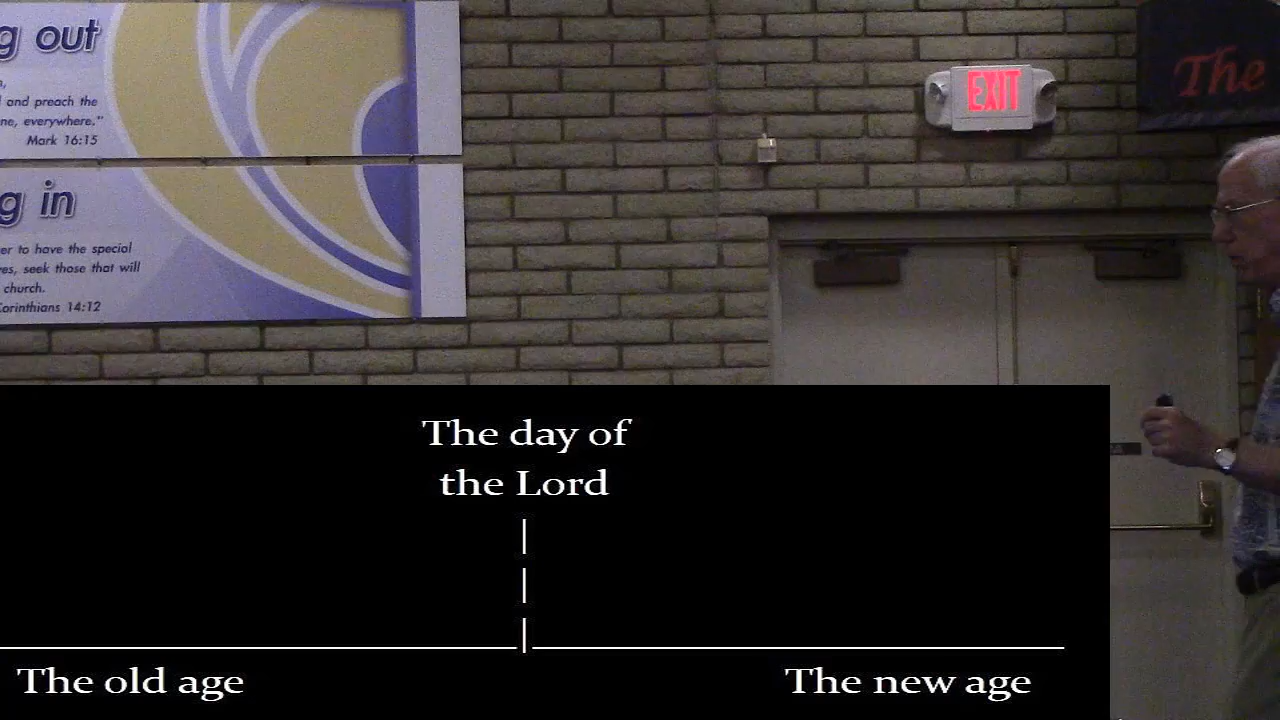 g out
and preach the
ne, everywhere."
Mark 16:15
g in
er to have the special
es, seek those that will
church.
Corinthians 14:12
EXIT
The
The day of
the Lord
The old age
The new age